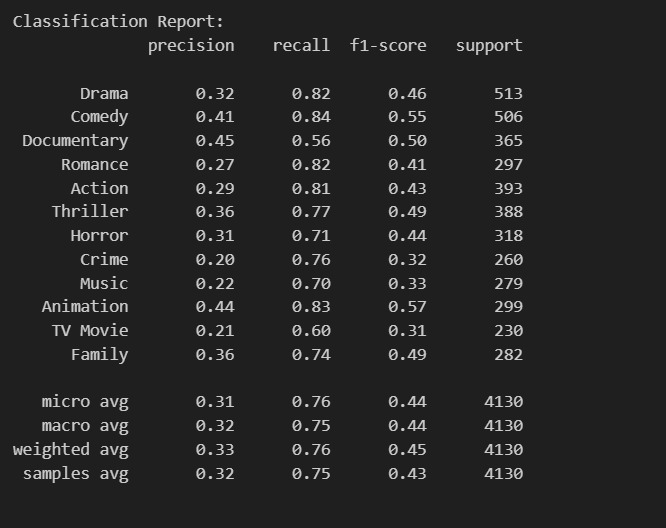 Classification Report:
precision recall f1-score support
Drama 0.32 0.82 0.46 513
Comedy 0.41 0.84 0.55 506
Documentary 0.45 0.56 0.50 365
Romance 0.27 0.82 0.41 297
Action 0.29 0.81 0.43 393
Thriller 0.36 0.77 0.49 388
Horror 0.31 0.71 0.44 318
Crime 0.20 0.76 0.32 260
Music 0.22 0.70 0.33 279
Animation 0.44 0.83 0.57 299
TV Movie 0.21 0.60 0.31 230
Family 0.36 0.74 0.49 282
micro avg 0.31 0.76 0.44 4130
macro avg 0.32 0.75 0.44 4130
weighted avg 0.33 0.76 0.45 4130
samples avg 0.32 0.75 0.43 4130